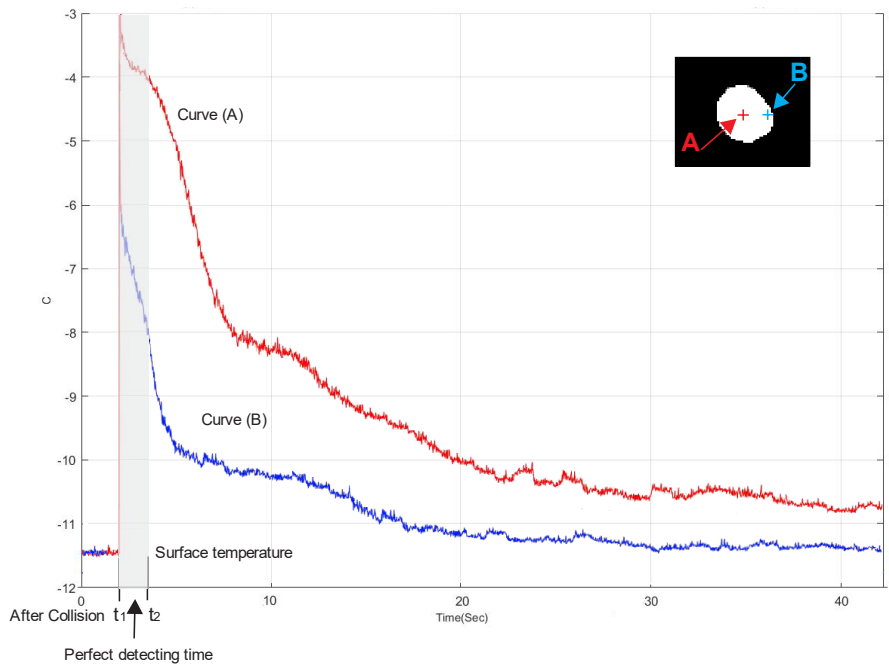 -3
-4
-5
-6
-7
-8
-9
-10
-11
-12
C
B
A
Curve (A)
Curve (B)
Surface temperature
0 10 20 30 40
Time(Sec)
After Collision t1 t2
Perfect detecting time